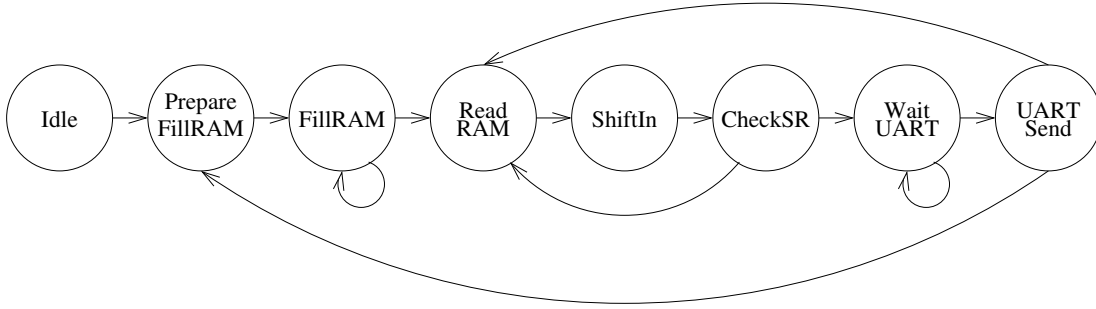 Idle
Prepare
FillRAM
FillRAM
Read
RAM
ShiftIn
CheckSR
Wait
UART
UART
Send